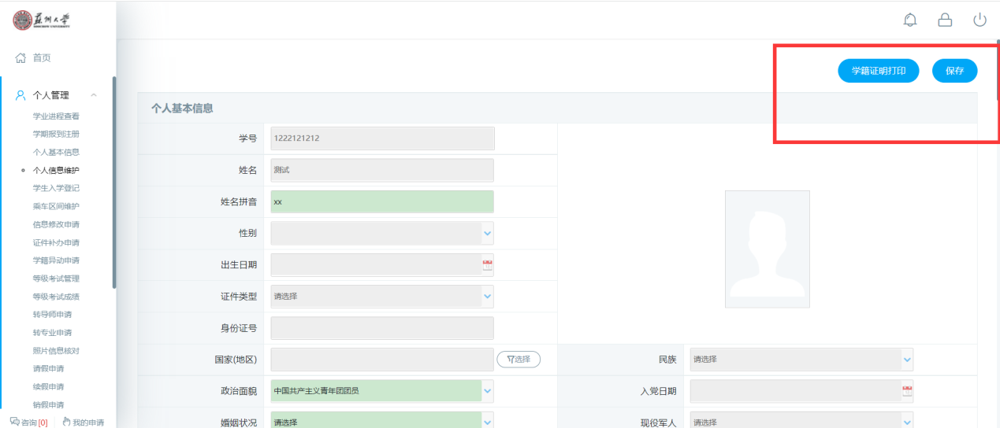 蘇州大学
SOOCHOW UNIVERSITY
首页
个人管理
学业进程查看
学期报到注册
个人基本信息
个人信息维护
学生入学登记
乘车区间维护
信息修改申请
证件补办申请
学籍异动申请
等级考试管理
等级考试成绩
转导师申请
转专业申请
照片信息核对
请假申请
续假申请
销假申请
咨询[0] 我的申请
学籍证明打印 保存
个人基本信息
学号 1222121212
姓名 测试
姓名拼音 xx
性别
出生日期
证件类型 请选择
身份证号
国家(地区) 选择 民族 请选择
政治面貌 中国共产主义青年团团员 入党日期
婚姻状况 请选择 现役军人 请选择